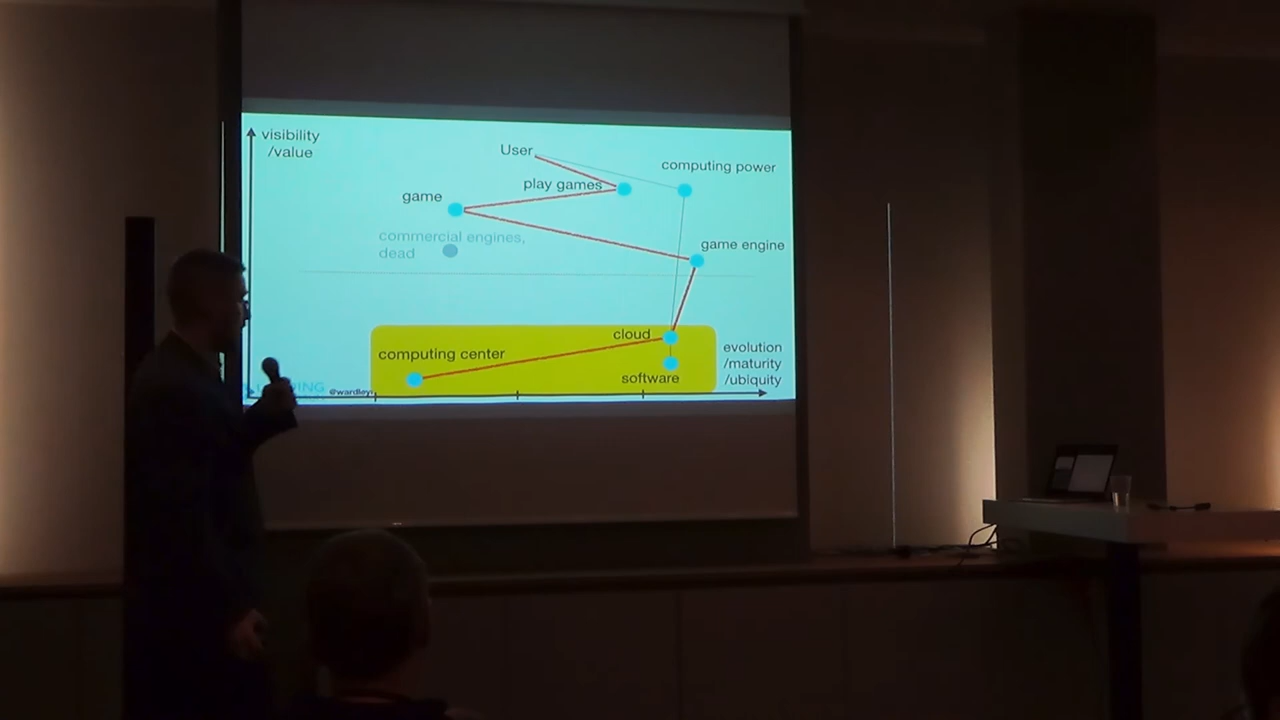 visibility
/value
User
computing power
play games
game
commercial engines,
dead
game engine
cloud
computing center
evolution
/maturity
/ubiquity
software